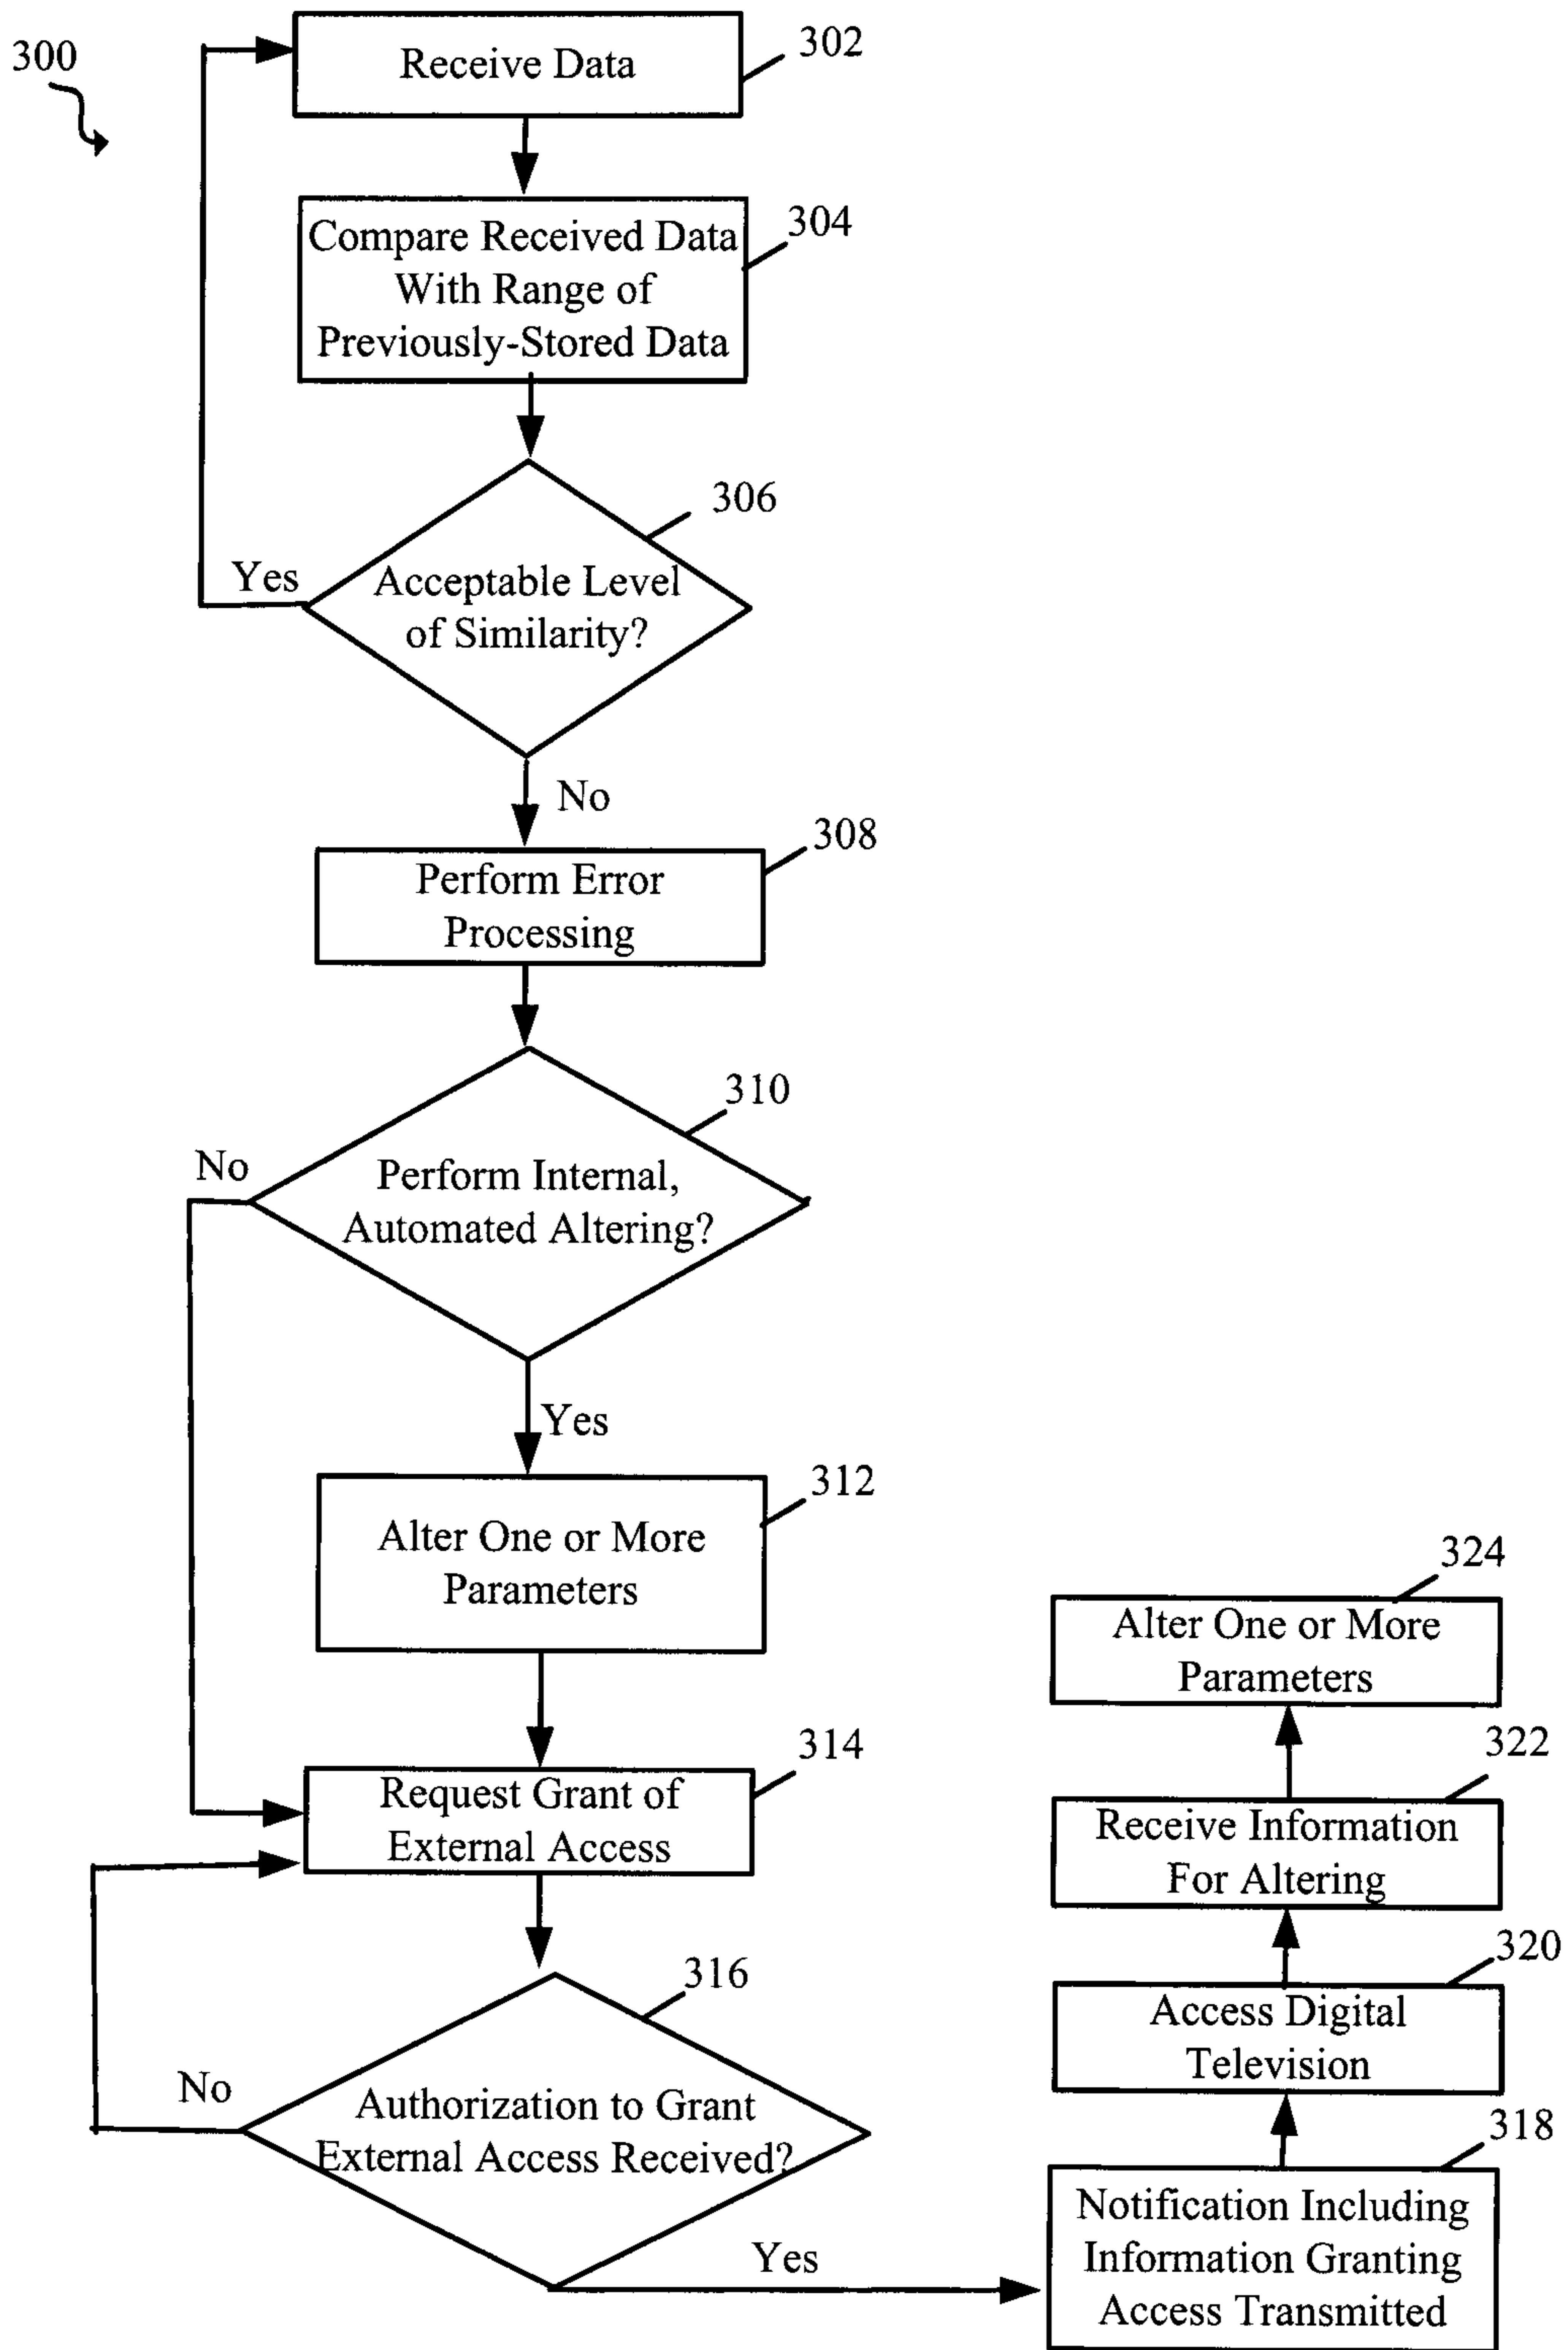 300
302
Receive Data
304
Compare Received Data
With Range of
Previously-Stored Data
306
Yes
Acceptable Level
of Similarity?
No
308
Perform Error
Processing
310
No
Perform Internal,
Automated Altering?
Yes
312
Alter One or More
Parameters
314
Request Grant of
External Access
316
No
Authorization to Grant
External Access Received?
Yes
318
Notification Including
Information Granting
Access Transmitted
320
Access Digital
Television
322
Receive Information
For Altering
324
Alter One or More
Parameters